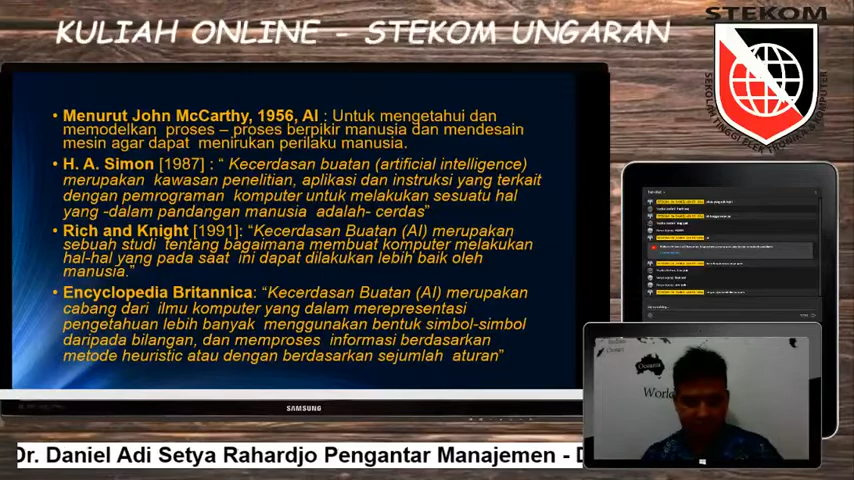 KULIAH ONLINE - STEKOM UNGARAN
STEKOM
SEKOLAH TINGGI ELEKTRONIKA & KOMPUTER
• Menurut John McCarthy, 1956, AI : Untuk mengetahui dan
memodelkan proses – proses berpikir manusia dan mendesain
mesin agar dapat menirukan perilaku manusia.
• H. A. Simon [1987] : “ Kecerdasan buatan (artificial intelligence)
merupakan kawasan penelitian, aplikasi dan instruksi yang terkait
dengan pemrograman komputer untuk melakukan sesuatu hal
yang -dalam pandangan manusia adalah- cerdas”
• Rich and Knight [1991]: “Kecerdasan Buatan (AI) merupakan
sebuah studi tentang bagaimana membuat komputer melakukan
hal-hal yang pada saat ini dapat dilakukan lebih baik oleh
manusia.”
• Encyclopedia Britannica: “Kecerdasan Buatan (AI) merupakan
cabang dari ilmu komputer yang dalam merepresentasi
pengetahuan lebih banyak menggunakan bentuk simbol-simbol
daripada bilangan, dan memproses informasi berdasarkan
metode heuristic atau dengan berdasarkan sejumlah aturan”
SAMSUNG
Oceania
World
Dr. Daniel Adi Setya Rahardjo Pengantar Manajemen - D